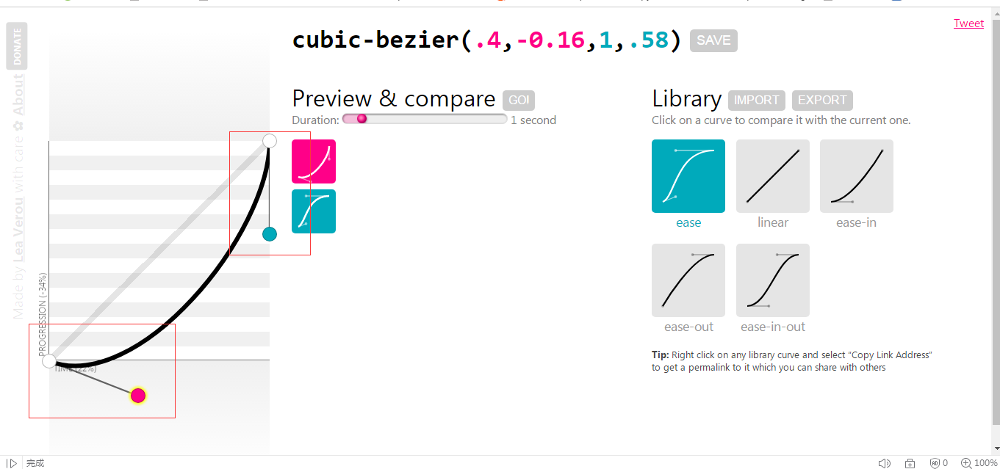 Tweet
DONATE
Made by Lea Verou with care ✿ About
cubic-bezier(.4,-0.16,1,.58) SAVE
Preview & compare GO!
Duration: 1 second
Library IMPORT EXPORT
Click on a curve to compare it with the current one.
ease linear ease-in
ease-out ease-in-out
Tip: Right click on any library curve and select “Copy Link Address”
to get a permalink to it which you can share with others
PROGRESSION (-34%)
TIME (22%)
完成
AD 0 100%